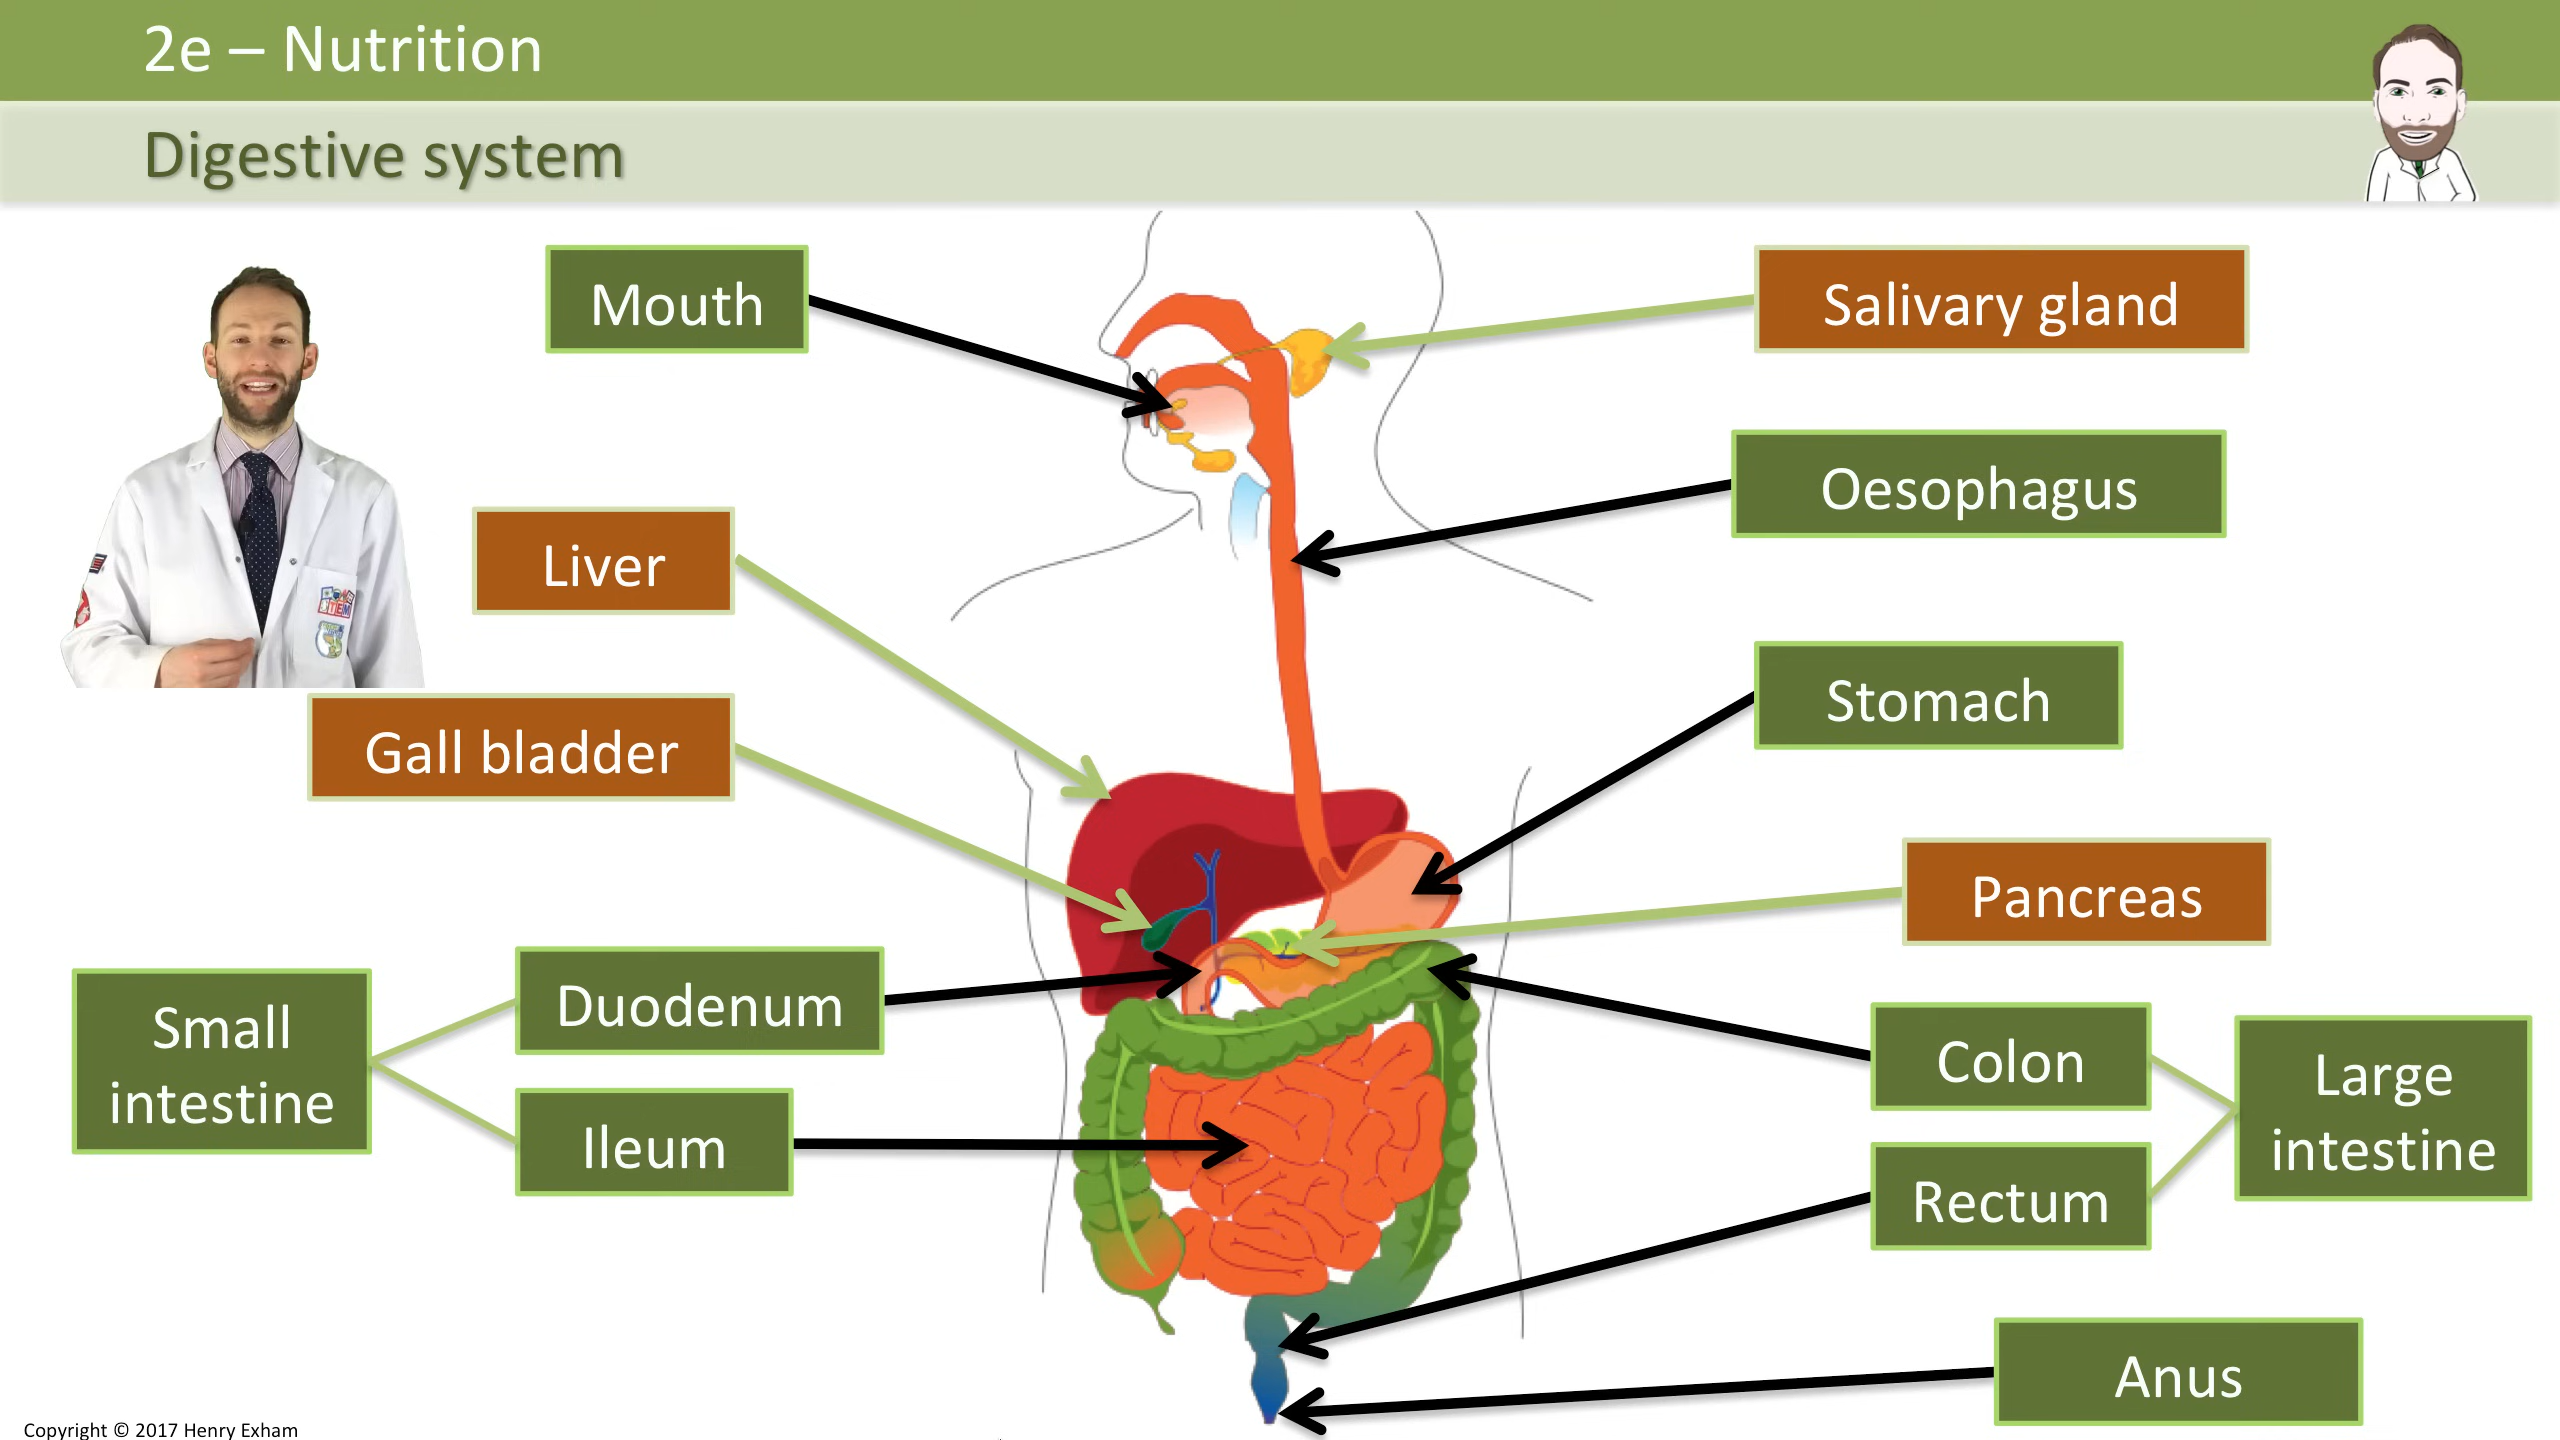 2e – Nutrition
Digestive system
Mouth
Salivary gland
Oesophagus
Liver
Stomach
Gall bladder
Pancreas
Duodenum
Small
intestine
Ileum
Colon
Large
intestine
Rectum
Anus
STEM
Copyright © 2017 Henry Exham